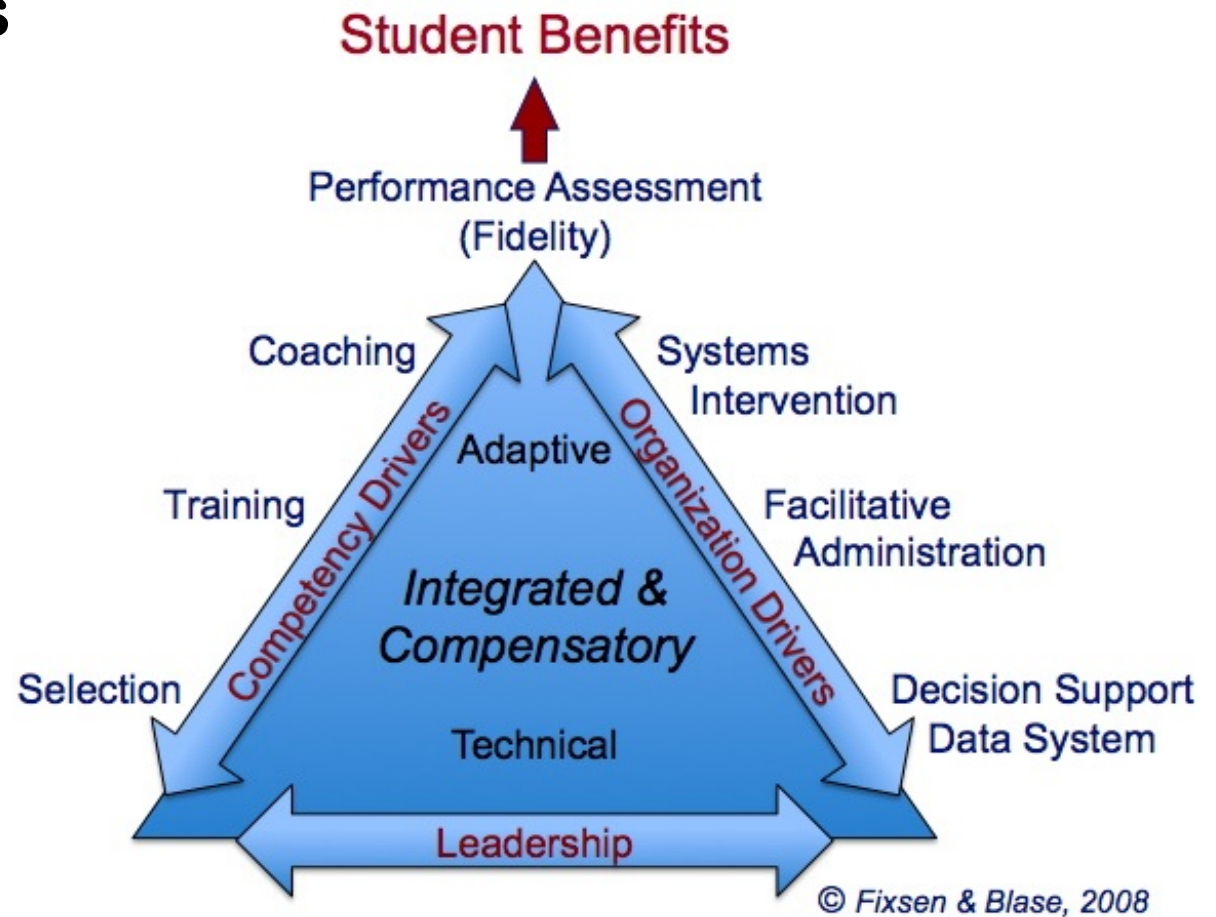 s
Student Benefits
Performance Assessment
(Fidelity)
Coaching
Systems
Intervention
Adaptive
Training
Competency Drivers
Organization Drivers
Facilitative
Administration
Integrated &
Compensatory
Selection
Decision Support
Data System
Technical
Leadership
© Fixsen & Blase, 2008